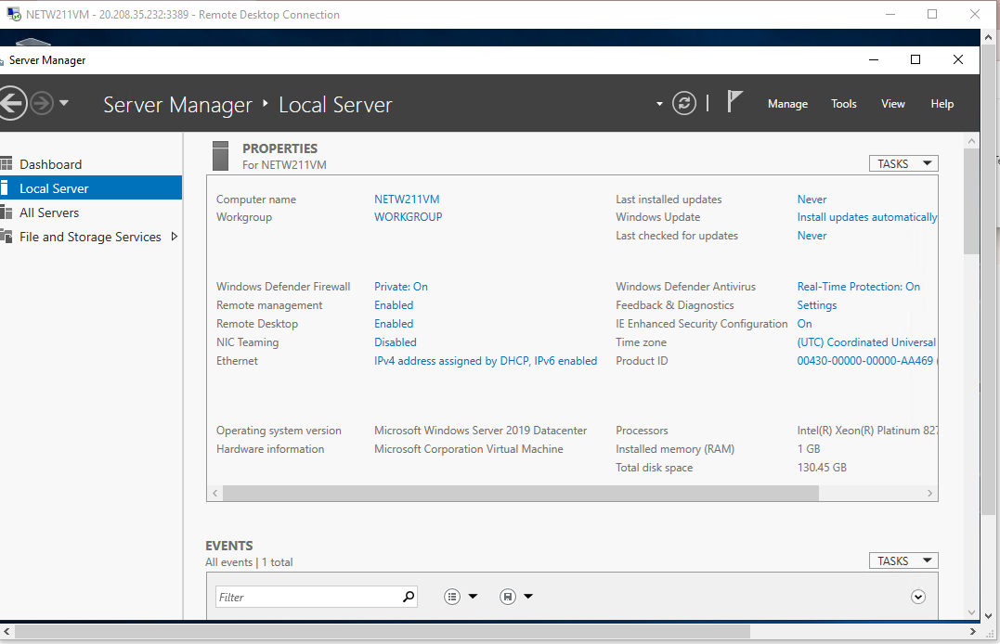 NETW211VM - 20.208.35.232:3389 - Remote Desktop Connection
Server Manager
Server Manager ‣ Local Server
Manage Tools View Help
Dashboard
Local Server
All Servers
File and Storage Services
PROPERTIES
For NETW211VM
TASKS
Computer name NETW211VM Last installed updates Never
Workgroup WORKGROUP Windows Update Install updates automatically
Last checked for updates Never
Windows Defender Firewall Private: On Windows Defender Antivirus Real-Time Protection: On
Remote management Enabled Feedback & Diagnostics Settings
Remote Desktop Enabled IE Enhanced Security Configuration On
NIC Teaming Disabled Time zone (UTC) Coordinated Universal
Ethernet IPv4 address assigned by DHCP, IPv6 enabled Product ID 00430-00000-00000-AA469 (
Operating system version Microsoft Windows Server 2019 Datacenter Processors Intel(R) Xeon(R) Platinum 827
Hardware information Microsoft Corporation Virtual Machine Installed memory (RAM) 1 GB
Total disk space 130.45 GB
EVENTS
All events | 1 total
TASKS
Filter